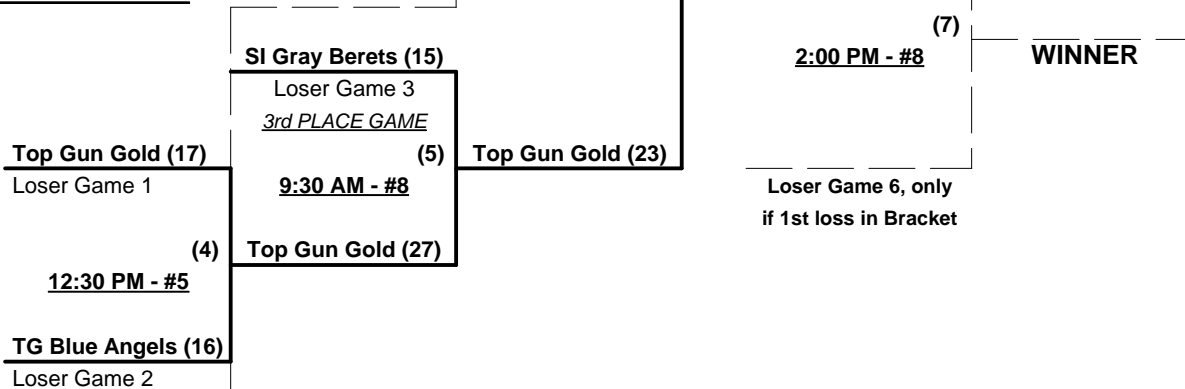 (7)
SI Gray Berets (15)
2:00 PM - #8
WINNER
Loser Game 3
3rd PLACE GAME
Top Gun Gold (17)
(5)
Top Gun Gold (23)
Loser Game 1
9:30 AM - #8
Loser Game 6, only
if 1st loss in Bracket
(4)
Top Gun Gold (27)
12:30 PM - #5
TG Blue Angels (16)
Loser Game 2